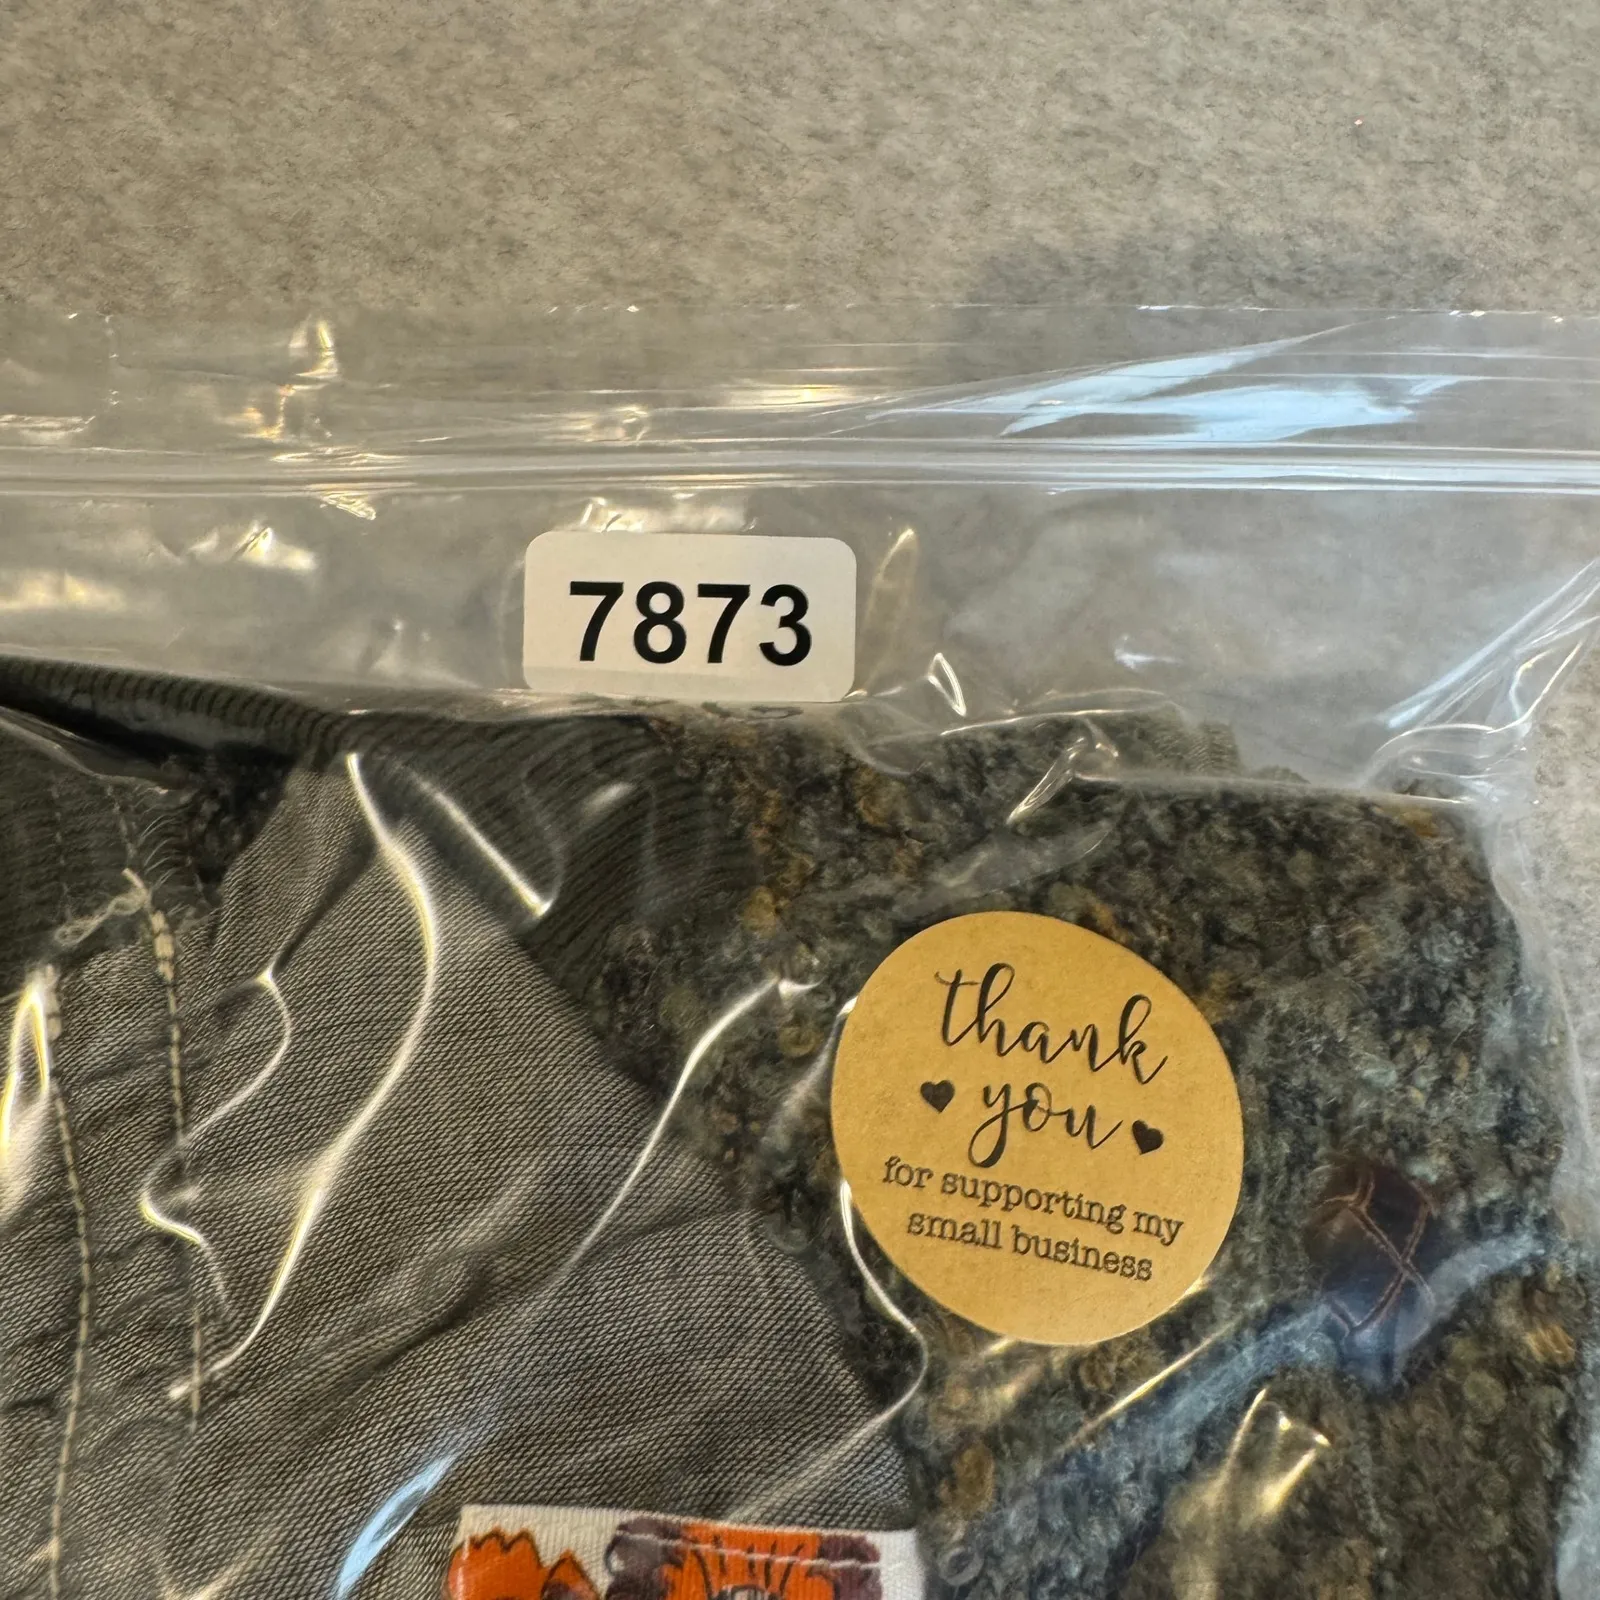 7873
thank
you
for supporting my
small business